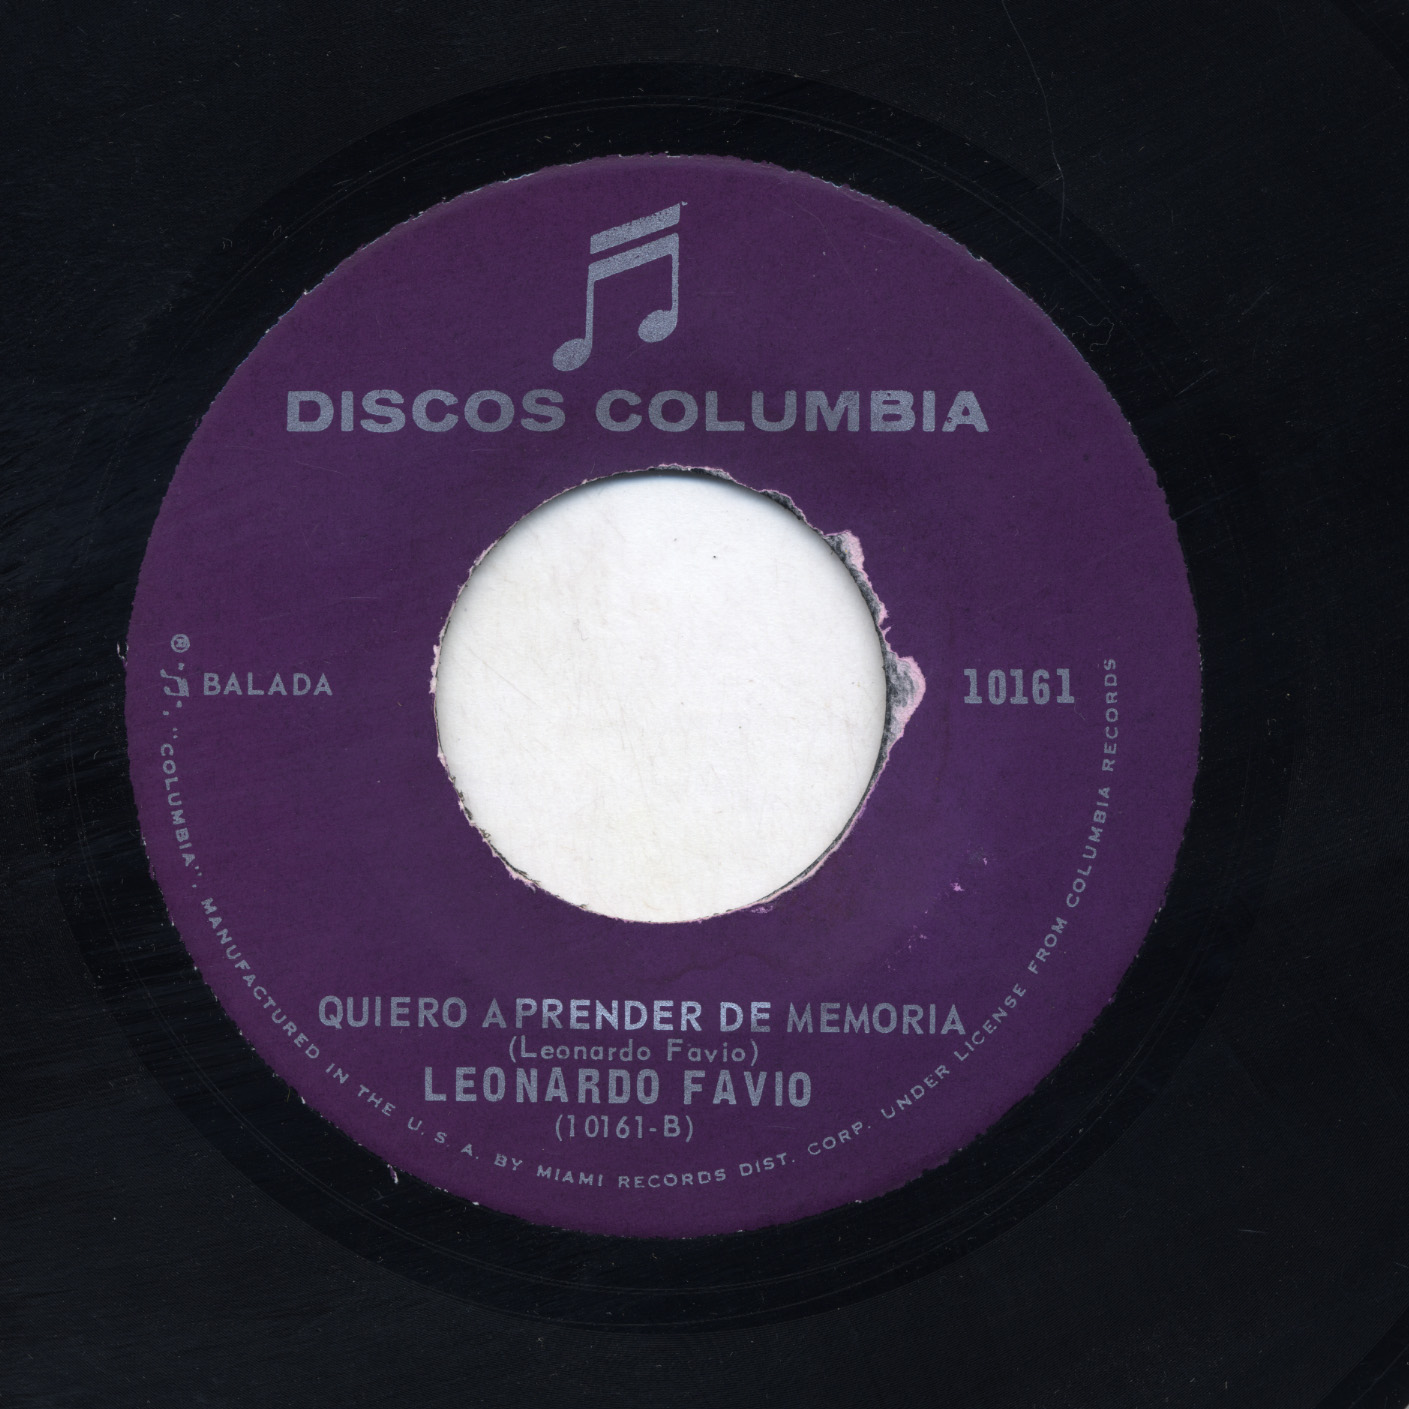 DISCOS COLUMBIA
BALADA
10161
QUIERO APRENDER DE MEMORIA
(Leonardo Favio)
LEONARDO FAVIO
(10161-B)
® "♫", "COLUMBIA", MANUFACTURED IN THE U. S. A. BY MIAMI RECORDS DIST. CORP. UNDER LICENSE FROM COLUMBIA RECORDS